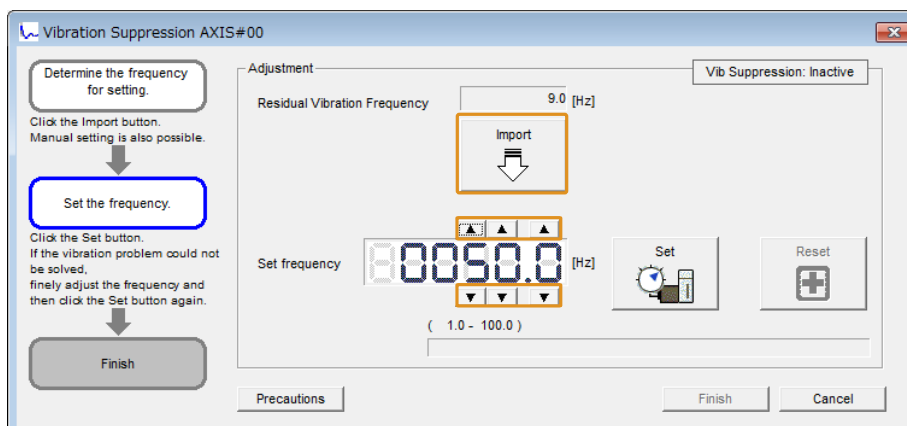 Vibration Suppression AXIS#00
Determine the frequency
for setting.
Click the Import button.
Manual setting is also possible.
Set the frequency.
Click the Set button.
If the vibration problem could not
be solved,
finely adjust the frequency and
then click the Set button again.
Finish
Adjustment
Vib Suppression: Inactive
Residual Vibration Frequency 9.0 [Hz]
Import
Set frequency 0050.0 [Hz]
Set
Reset
( 1.0 - 100.0 )
Precautions
Finish
Cancel